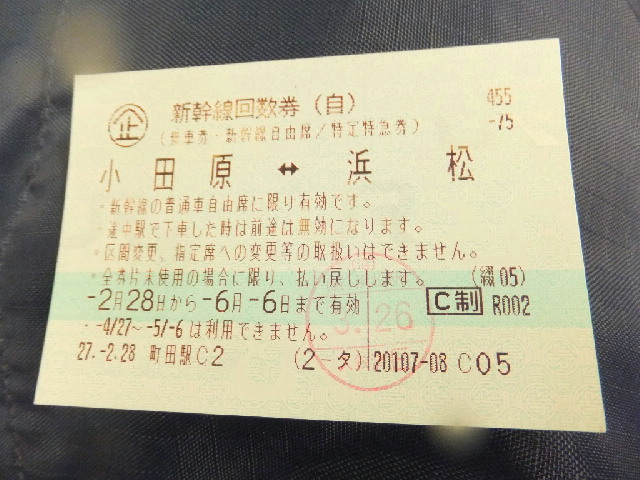 企 新幹線回数券(自) 455
(乗車券・新幹線自由席/特定特急券) -75
小田原 ↔ 浜松
・新幹線の普通車自由席に限り有効です。
・途中駅で下車した時は前途は無効になります。
・区間変更、指定席への変更等の取扱いはできません。
・全券片未使用の場合に限り、払い戻しします。 (綴05)
-2月28日から-6月-6日まで有効 C制 R002
・-4/27~-5/-6は利用できません。
27.-2.28 町田駅C2 (2-タ)20107-08 C05
.26